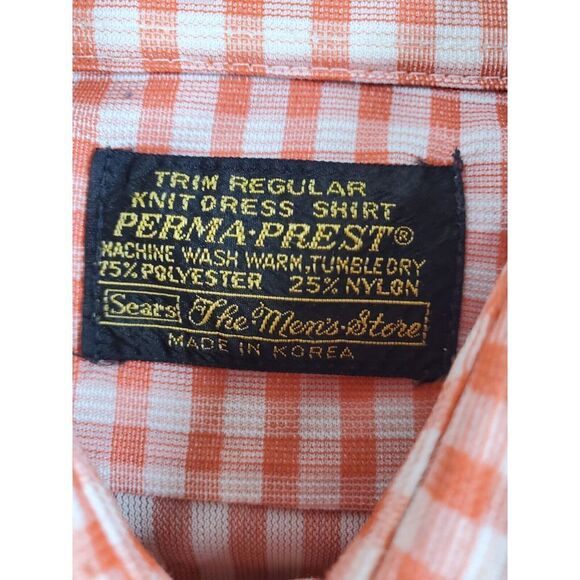 TRIM REGULAR
KNIT DRESS SHIRT
PERMA-PREST®
MACHINE WASH WARM, TUMBLE DRY
75% POLYESTER 25% NYLON
Sears The Men's Store
MADE IN KOREA